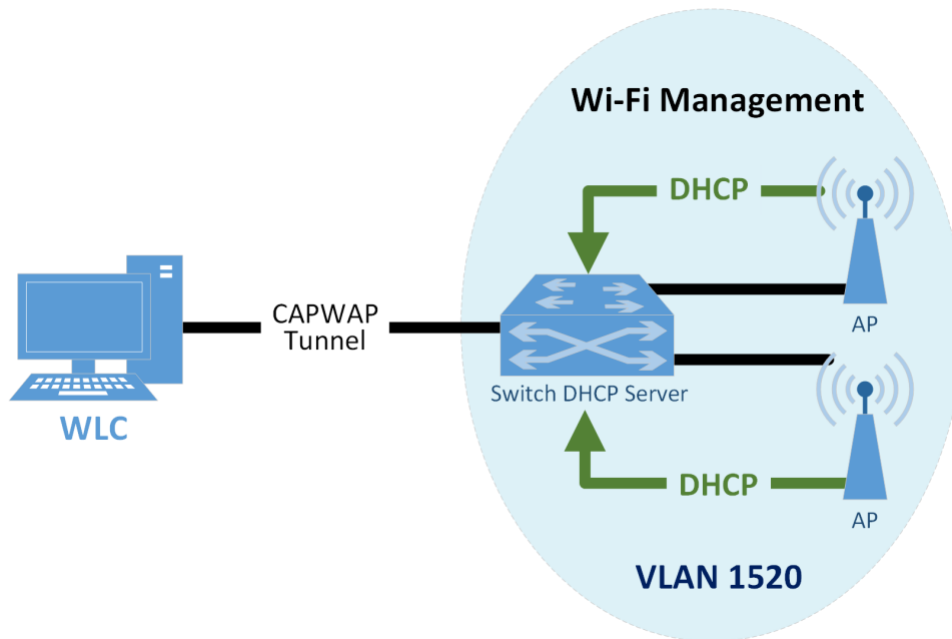 Wi-Fi Management
DHCP
CAPWAP
Tunnel
AP
Switch DHCP Server
WLC
DHCP
AP
VLAN 1520